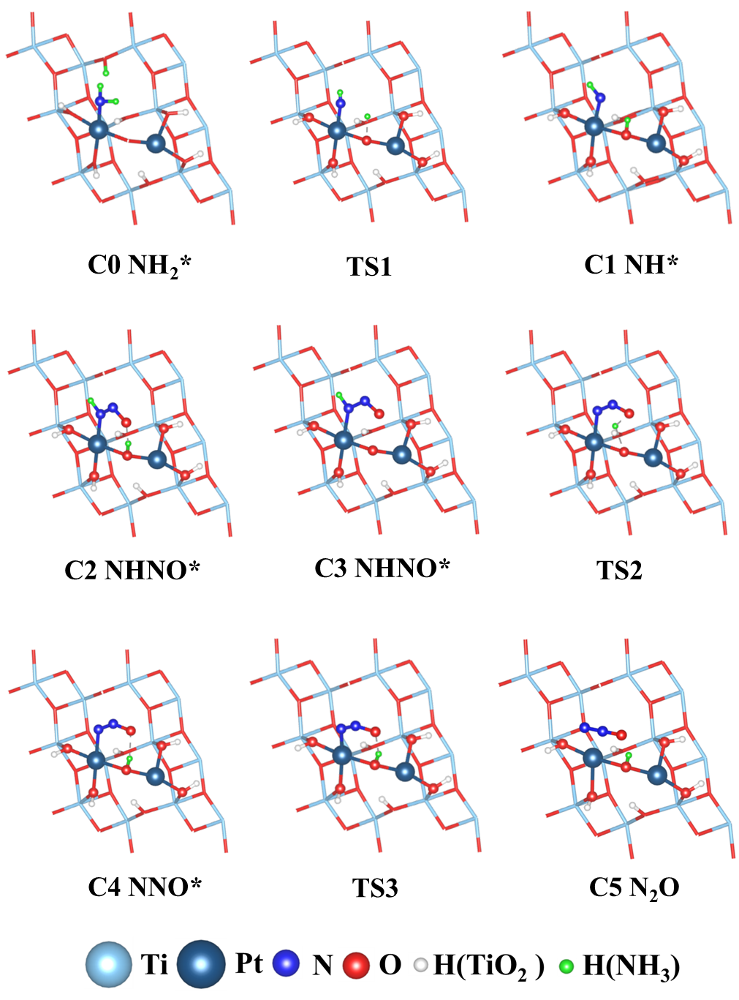 C0 NH₂*
TS1
C1 NH*
C2 NHNO*
C3 NHNO*
TS2
C4 NNO*
TS3
C5 N₂O
Ti Pt N O H(TiO₂ ) H(NH₃)